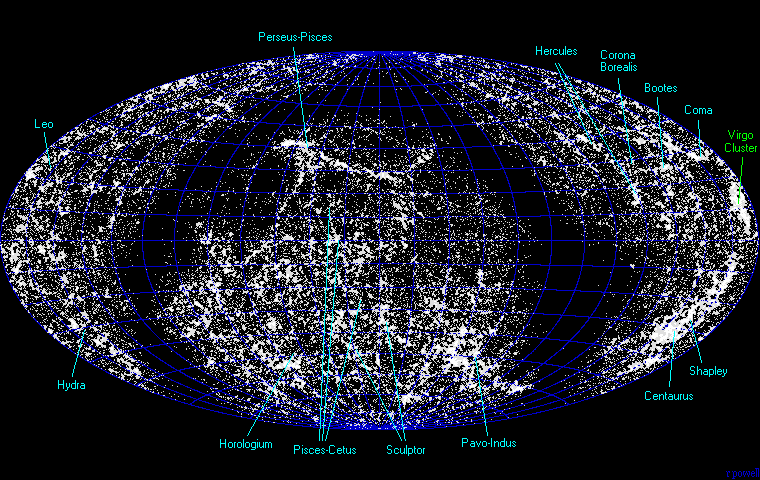 Perseus-Pisces
Hercules
Corona
Borealis
Bootes
Coma
Leo
Virgo
Cluster
Hydra
Shapley
Centaurus
Horologium
Pisces-Cetus
Sculptor
Pavo-Indus